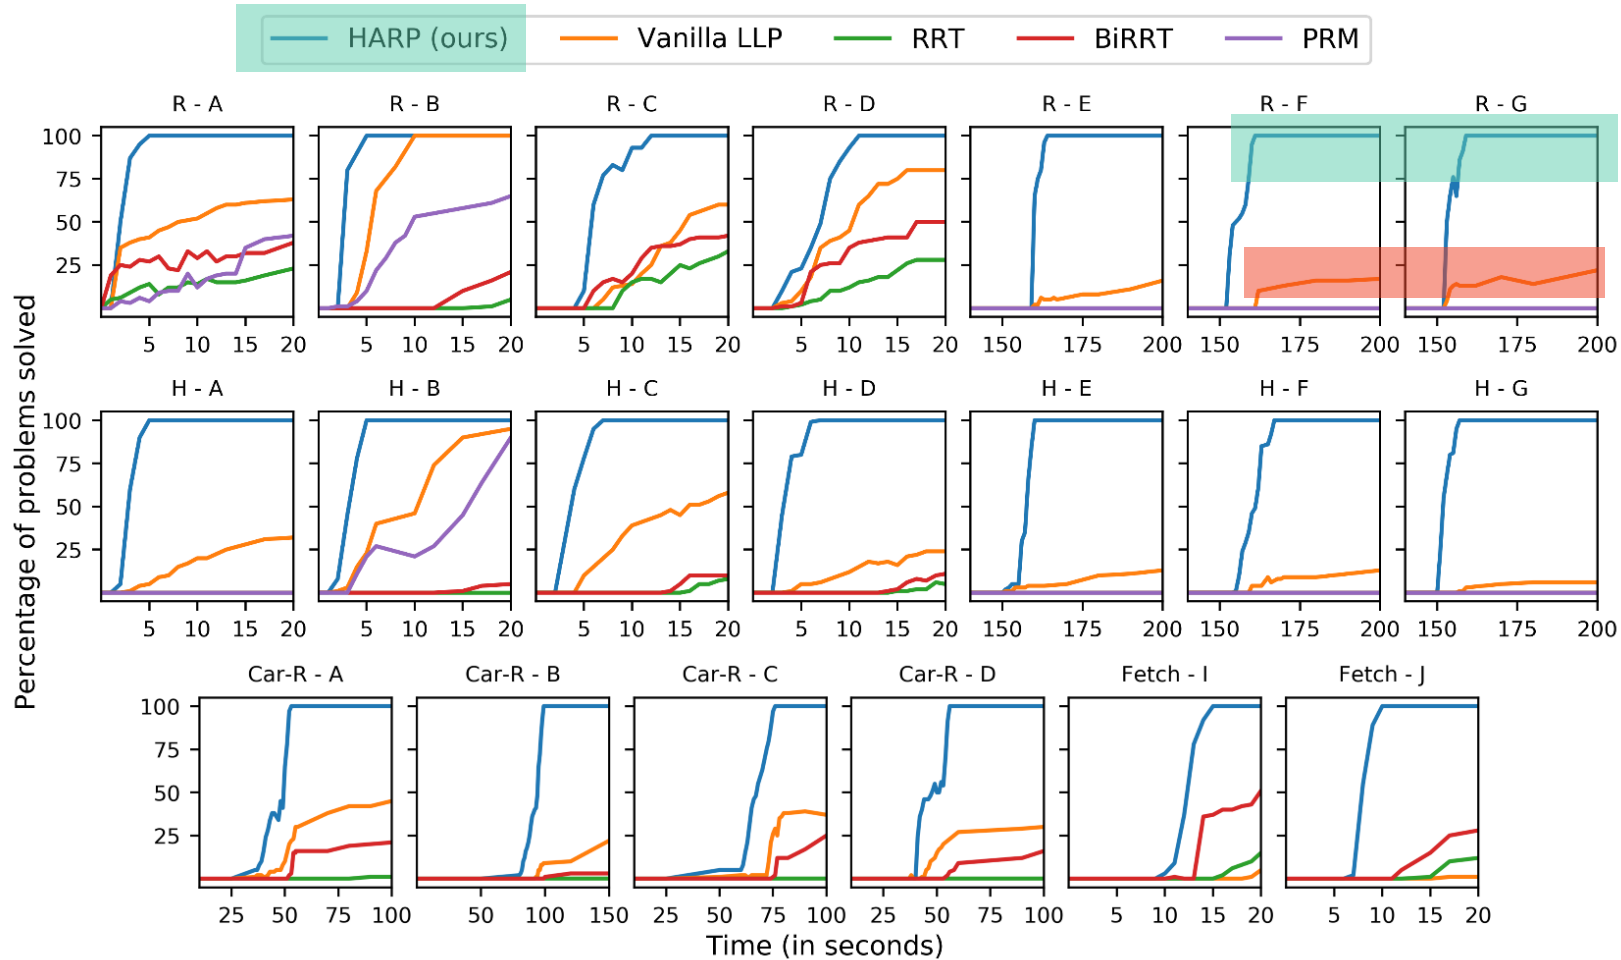 HARP (ours) Vanilla LLP RRT BiRRT PRM
R - A R - B R - C R - D R - E R - F R - G
100
75
50
25
5 10 15 20 5 10 15 20 5 10 15 20 5 10 15 20 150 175 200 150 175 200 150 175 200
H - A H - B H - C H - D H - E H - F H - G
100
75
50
25
5 10 15 20 5 10 15 20 5 10 15 20 5 10 15 20 150 175 200 150 175 200 150 175 200
Car-R - A Car-R - B Car-R - C Car-R - D Fetch - I Fetch - J
100
75
50
25
25 50 75 100 50 100 150 25 50 75 100 25 50 75 100 5 10 15 20 5 10 15 20
Percentage of problems solved
Time (in seconds)